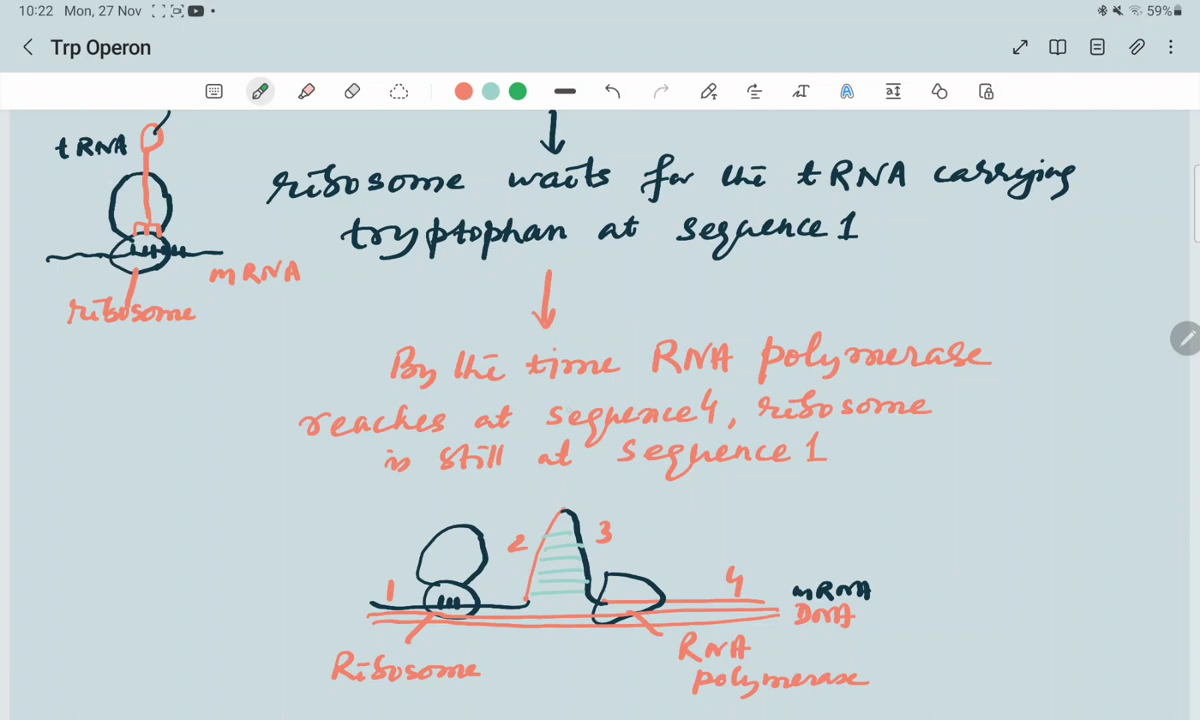 10:22 Mon, 27 Nov
59%
Trp Operon
tRNA
mRNA
ribosome
ribosome waits for the tRNA carrying
tryptophan at sequence 1
By the time RNA polymerase
reaches at sequence 4, ribosome
is still at sequence 1
1
2
3
4
mRNA
DNA
Ribosome
RNA
polymerase